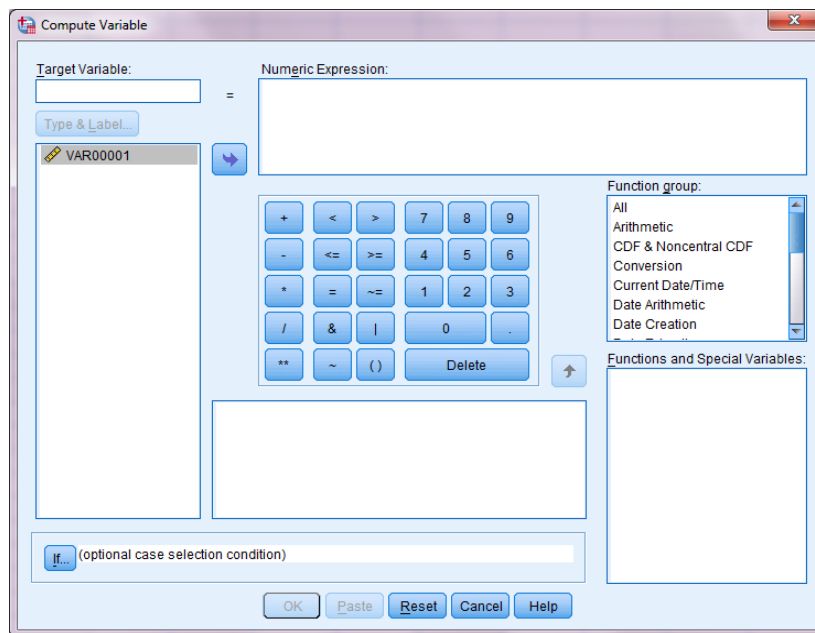 Compute Variable
x
Target Variable:
Numeric Expression:
=
Type & Label...
VAR00001
+ < > 7 8 9
- <= >= 4 5 6
* = ~= 1 2 3
/ & | 0 .
** ~ ( ) Delete
Function group:
All
Arithmetic
CDF & Noncentral CDF
Conversion
Current Date/Time
Date Arithmetic
Date Creation
Functions and Special Variables:
If... (optional case selection condition)
OK Paste Reset Cancel Help